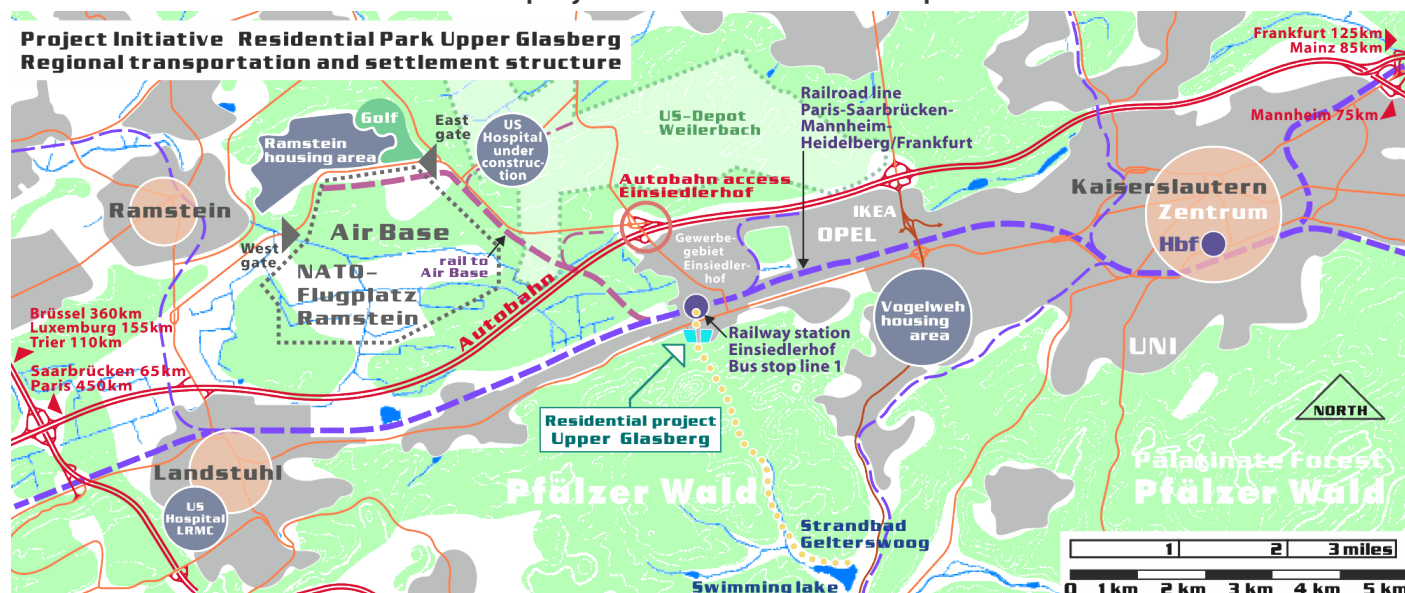 Project Initiative Residential Park Upper Glasberg
Regional transportation and settlement structure
Frankfurt 125km
Mainz 85km
Mannheim 75km
Golf
East
gate
Ramstein
housing area
US
Hospital
under
construc-
tion
US-Depot
Weilerbach
Railroad line
Paris-Saarbrücken-
Mannheim-
Heidelberg/Frankfurt
Autobahn access
Einsiedlerhof
Kaiserslautern
Zentrum
Hbf
IKEA
OPEL
Ramstein
West
gate
Air Base
rail to
Air Base
NATO-
Flugplatz
Ramstein
Gewerbe-
gebiet
Einsiedler-
hof
Autobahn
Vogelweh
housing
area
Brüssel 360km
Luxemburg 155km
Trier 110km
Saarbrücken 65km
Paris 450km
Railway station
Einsiedlerhof
Bus stop line 1
UNI
NORTH
Residential project
Upper Glasberg
Landstuhl
US
Hospital
LRMC
Pfälzer Wald
Palatinate Forest
Pfälzer Wald
Strandbad
Gelterswoog
Swimming lake
1 2 3 miles
0 1 km 2 km 3 km 4 km 5 km